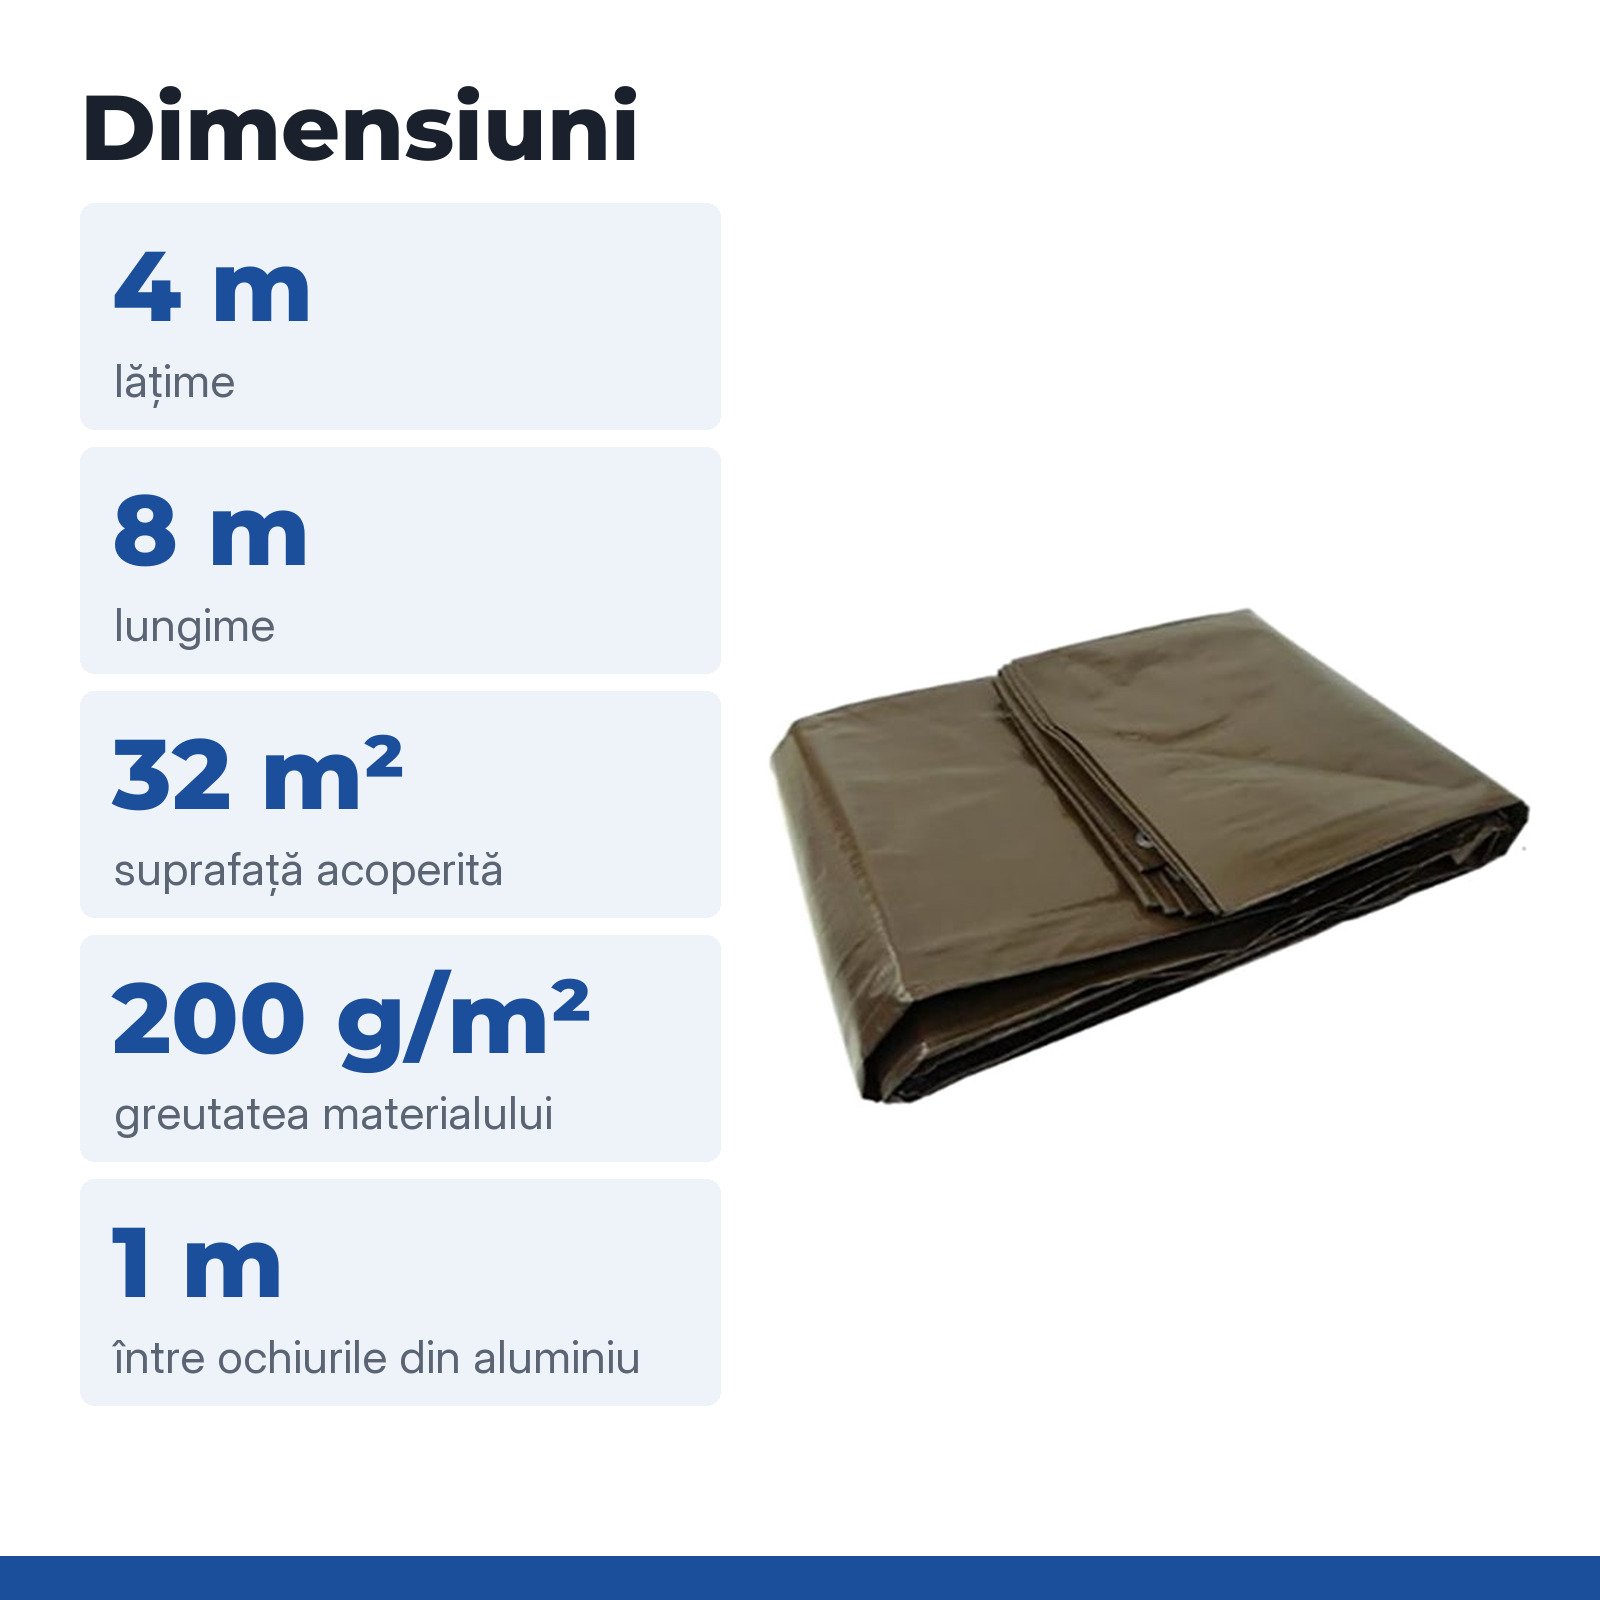 Dimensiuni
4 m
lățime
8 m
lungime
32 m²
suprafață acoperită
200 g/m²
greutatea materialului
1 m
între ochiurile din aluminiu